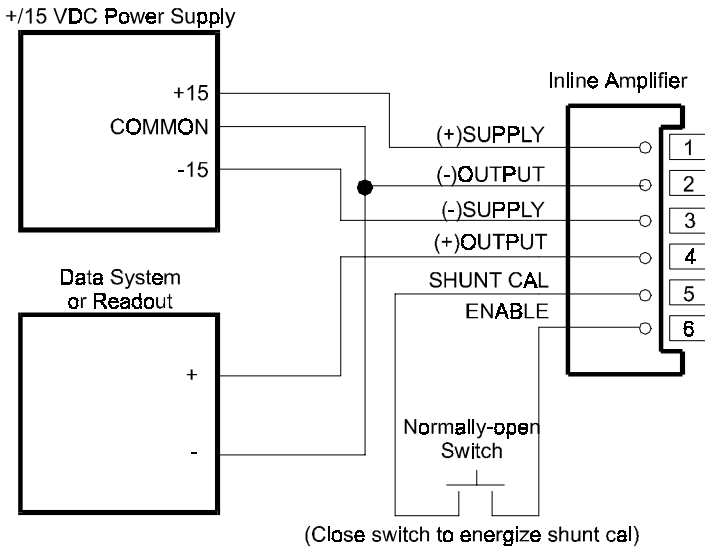 +/15 VDC Power Supply
+15
COMMON
-15
Inline Amplifier
(+)SUPPLY
1
(-)OUTPUT
2
(-)SUPPLY
3
(+)OUTPUT
4
SHUNT CAL
5
ENABLE
6
Data System
or Readout
+
-
Normally-open
Switch
(Close switch to energize shunt cal)